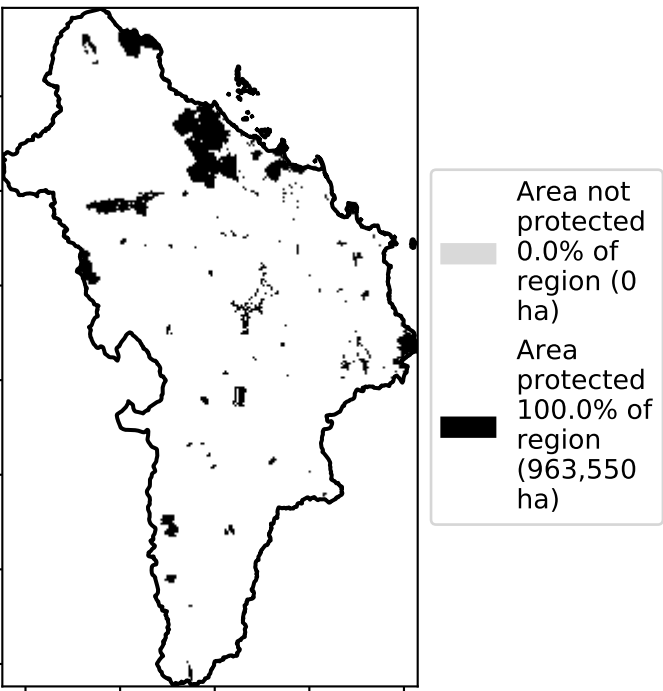 Area not
protected
0.0% of
region (0
ha)
Area
protected
100.0% of
region
(963,550
ha)